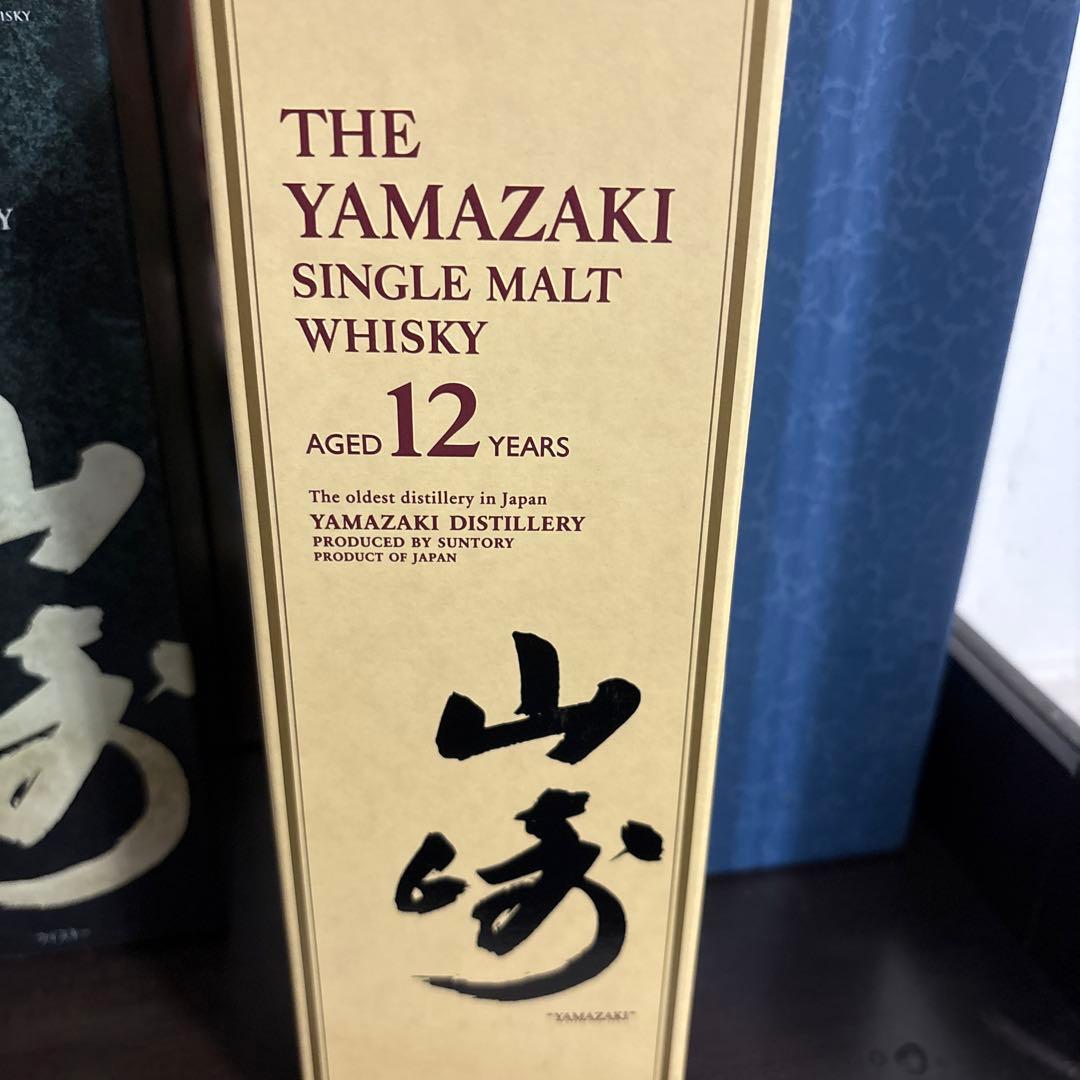 THE
YAMAZAKI
SINGLE MALT
WHISKY
AGED 12 YEARS
The oldest distillery in Japan
YAMAZAKI DISTILLERY
PRODUCED BY SUNTORY
PRODUCT OF JAPAN
山
崎
"YAMAZAKI"